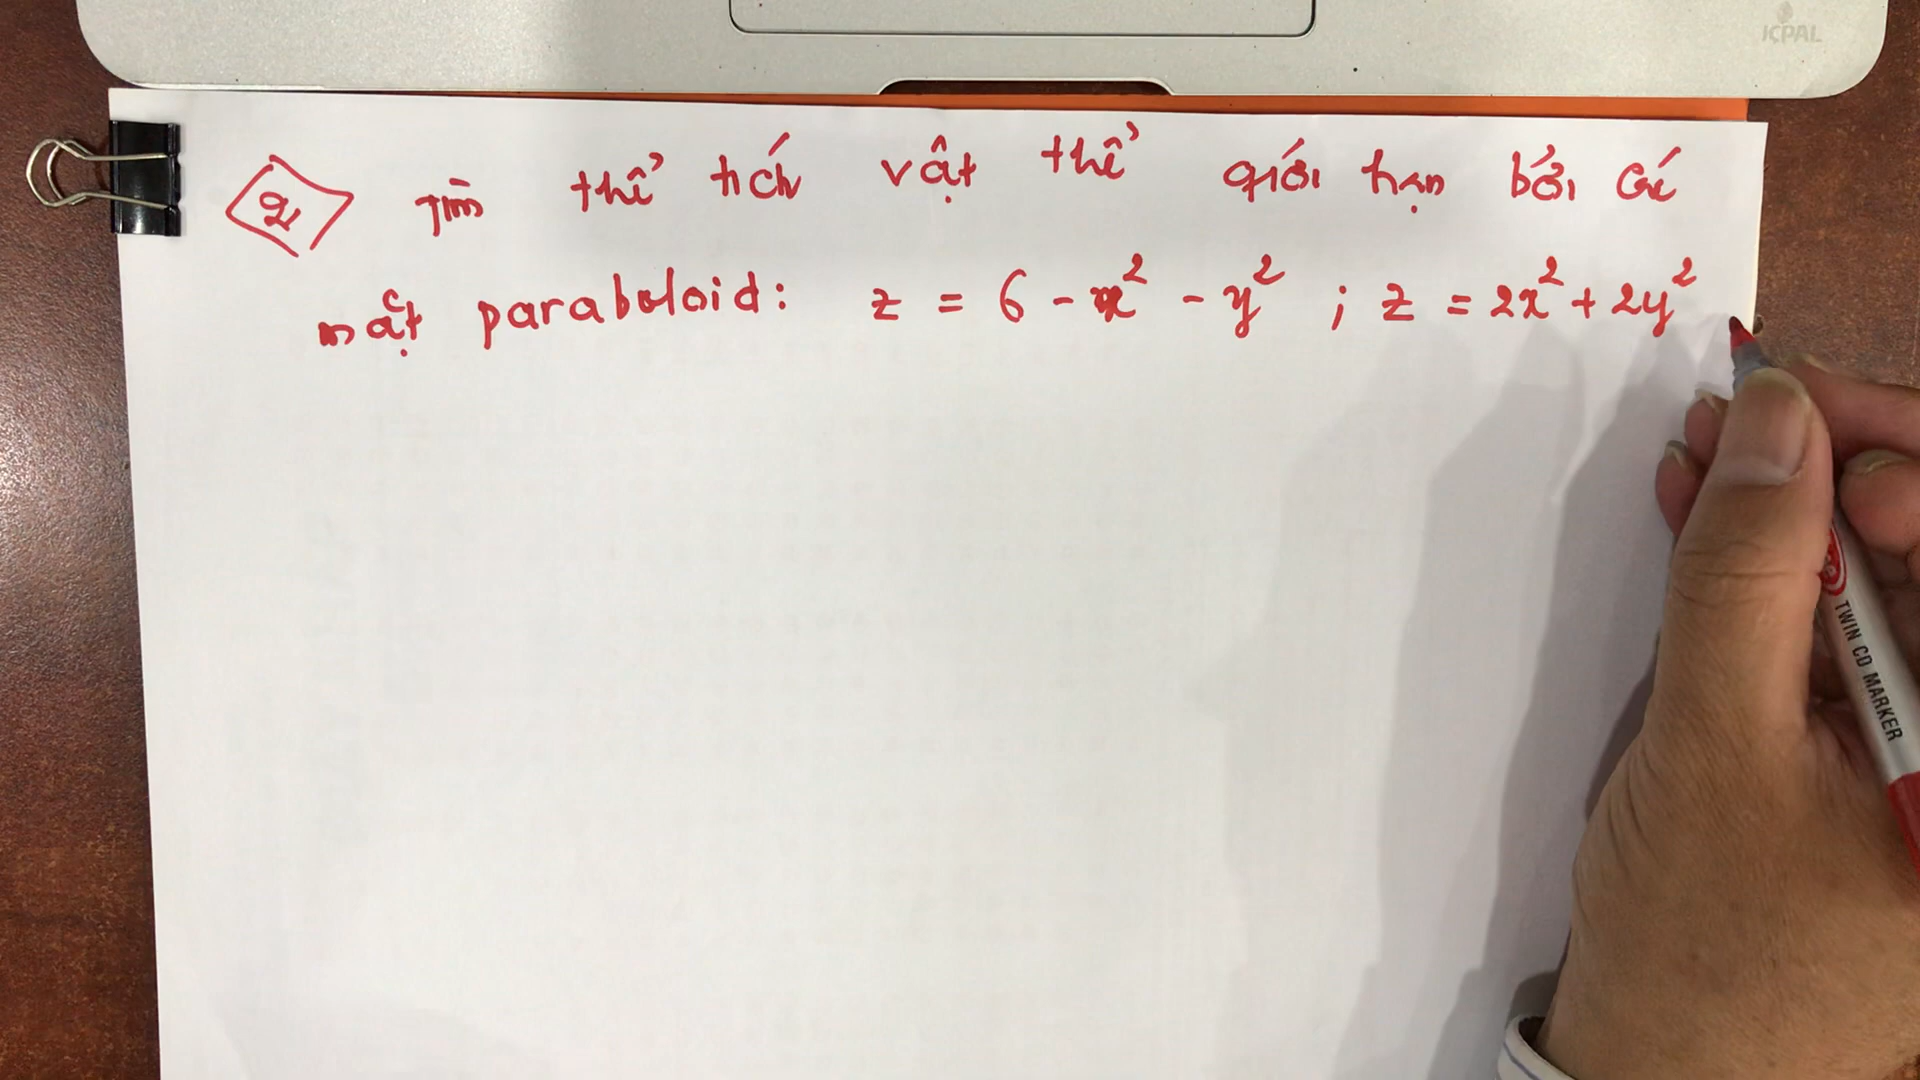 ICPAL
2) Tìm thể tích vật thể giới hạn bởi các
mặt paraboloid: z = 6 - x² - y² ; z = 2x² + 2y²
TWIN CD MARKER